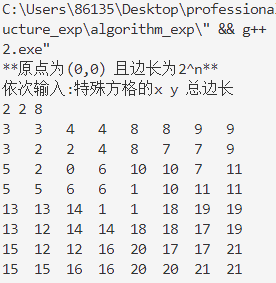 C:\Users\86135\Desktop\professiona
ucture_exp\algorithm_exp\" && g++
2.exe"
**原点为(0,0) 且边长为2^n**
依次输入:特殊方格的x y 总边长
2 2 8
3 3 4 4 8 8 9 9
3 2 2 4 8 7 7 9
5 2 0 6 10 10 7 11
5 5 6 6 1 10 11 11
13 13 14 1 1 18 19 19
13 12 14 14 18 18 17 19
15 12 12 16 20 17 17 21
15 15 16 16 20 20 21 21